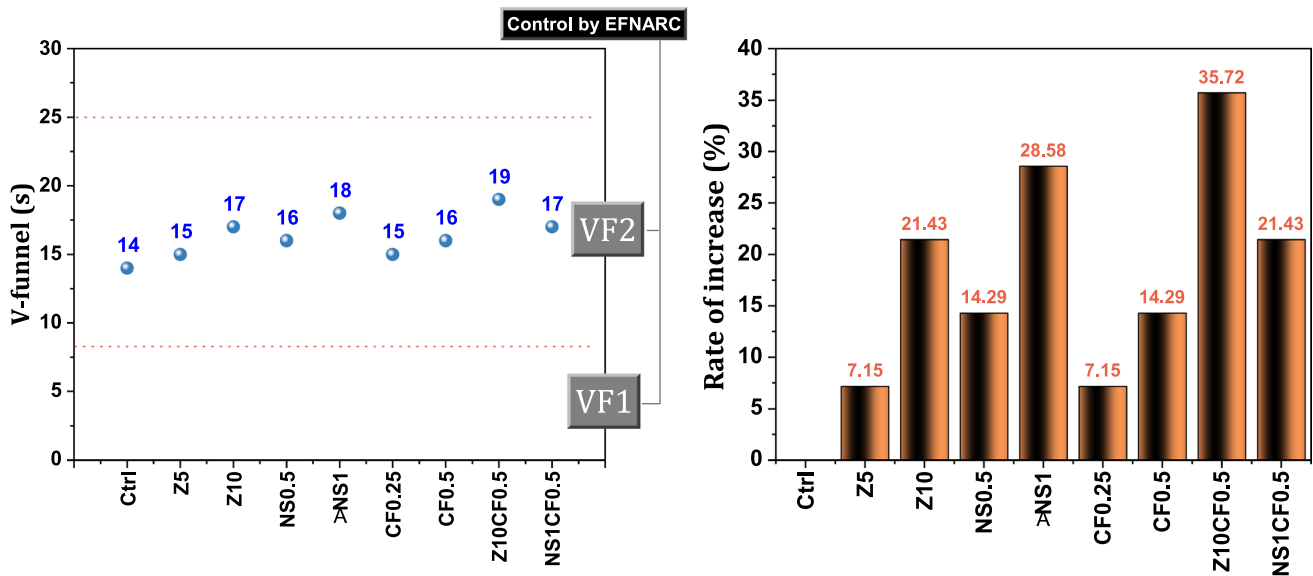 Control by EFNARC
V-funnel (s)
30
25
20
15
10
5
0
14
15
17
16
18
15
16
19
17
VF2
VF1
Ctrl
Z5
Z10
NS0.5
ÂNS1
CF0.25
CF0.5
Z10CF0.5
NS1CF0.5
Rate of increase (%)
40
35
30
25
20
15
10
5
0
7.15
21.43
14.29
28.58
7.15
14.29
35.72
21.43
Ctrl
Z5
Z10
NS0.5
ÂNS1
CF0.25
CF0.5
Z10CF0.5
NS1CF0.5